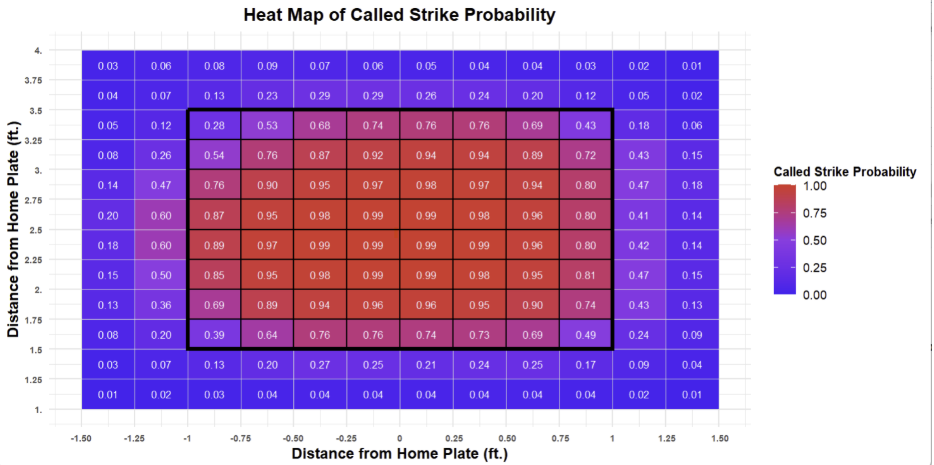 Heat Map of Called Strike Probability
4.
0.03 0.06 0.08 0.09 0.07 0.06 0.05 0.04 0.04 0.03 0.02 0.01
3.75
0.04 0.07 0.13 0.23 0.29 0.29 0.26 0.24 0.20 0.12 0.05 0.02
3.5
0.05 0.12 0.28 0.53 0.68 0.74 0.76 0.76 0.69 0.43 0.18 0.06
3.25
0.08 0.26 0.54 0.76 0.87 0.92 0.94 0.94 0.89 0.72 0.43 0.15
3.
0.14 0.47 0.76 0.90 0.95 0.97 0.98 0.97 0.94 0.80 0.47 0.18
2.75
0.20 0.60 0.87 0.95 0.98 0.99 0.99 0.98 0.96 0.80 0.41 0.14
2.5
0.18 0.60 0.89 0.97 0.99 0.99 0.99 0.99 0.96 0.80 0.42 0.14
2.25
0.15 0.50 0.85 0.95 0.98 0.99 0.99 0.98 0.95 0.81 0.47 0.15
2.
0.13 0.36 0.69 0.89 0.94 0.96 0.96 0.95 0.90 0.74 0.43 0.13
1.75
0.08 0.20 0.39 0.64 0.76 0.76 0.74 0.73 0.69 0.49 0.24 0.09
1.5
0.03 0.07 0.13 0.20 0.27 0.25 0.21 0.24 0.25 0.17 0.09 0.04
1.25
0.01 0.02 0.03 0.04 0.04 0.04 0.04 0.04 0.04 0.04 0.02 0.01
1.
Distance from Home Plate (ft.)
-1.50 -1.25 -1 -0.75 -0.50 -0.25 0 0.25 0.50 0.75 1 1.25 1.50
Distance from Home Plate (ft.)
Called Strike Probability
1.00
0.75
0.50
0.25
0.00